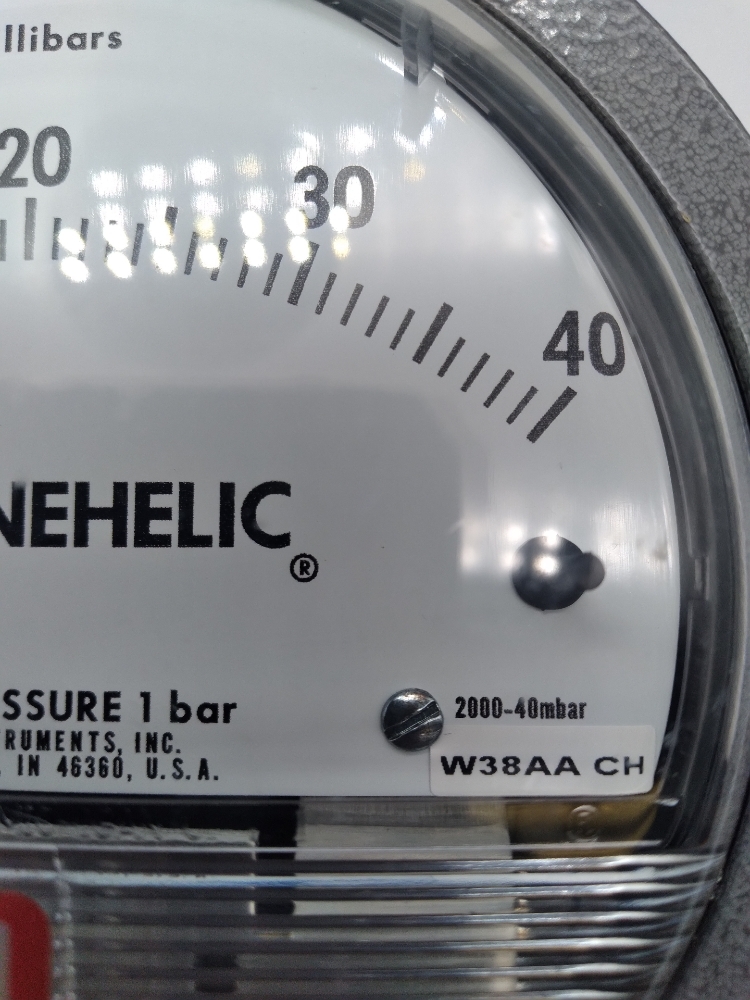 llibars
20
30
40
NEHELIC
®
SSURE 1 bar
RUMENTS, INC.
IN 46360, U.S.A.
2000-40mbar
W38AA CH